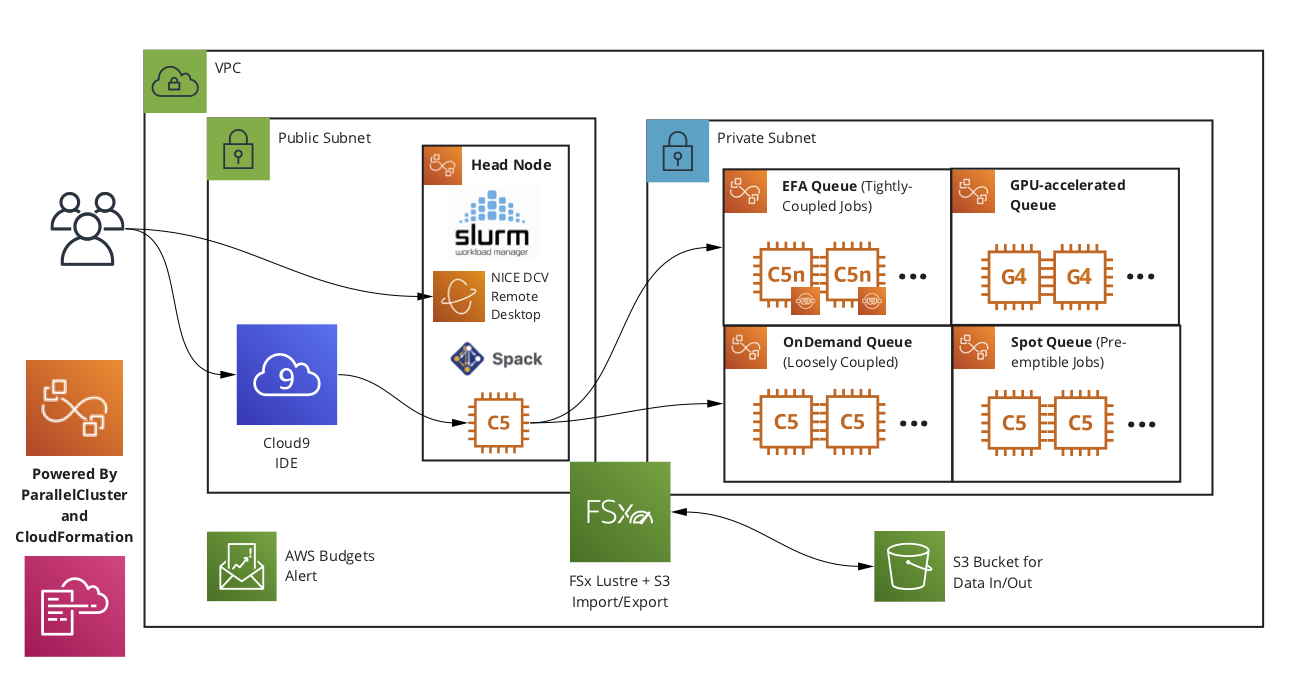 VPC
Public Subnet
Private Subnet
Head Node
slurm
workload manager
NICE DCV
Remote
Desktop
Spack
C5
EFA Queue (Tightly-
Coupled Jobs)
C5n C5n
GPU-accelerated
Queue
G4 G4
OnDemand Queue
(Loosely Coupled)
C5 C5
Spot Queue (Pre-
emptible Jobs)
C5 C5
9
Cloud9
IDE
Powered By
ParallelCluster
and
CloudFormation
AWS Budgets
Alert
FSx
FSx Lustre + S3
Import/Export
S3 Bucket for
Data In/Out